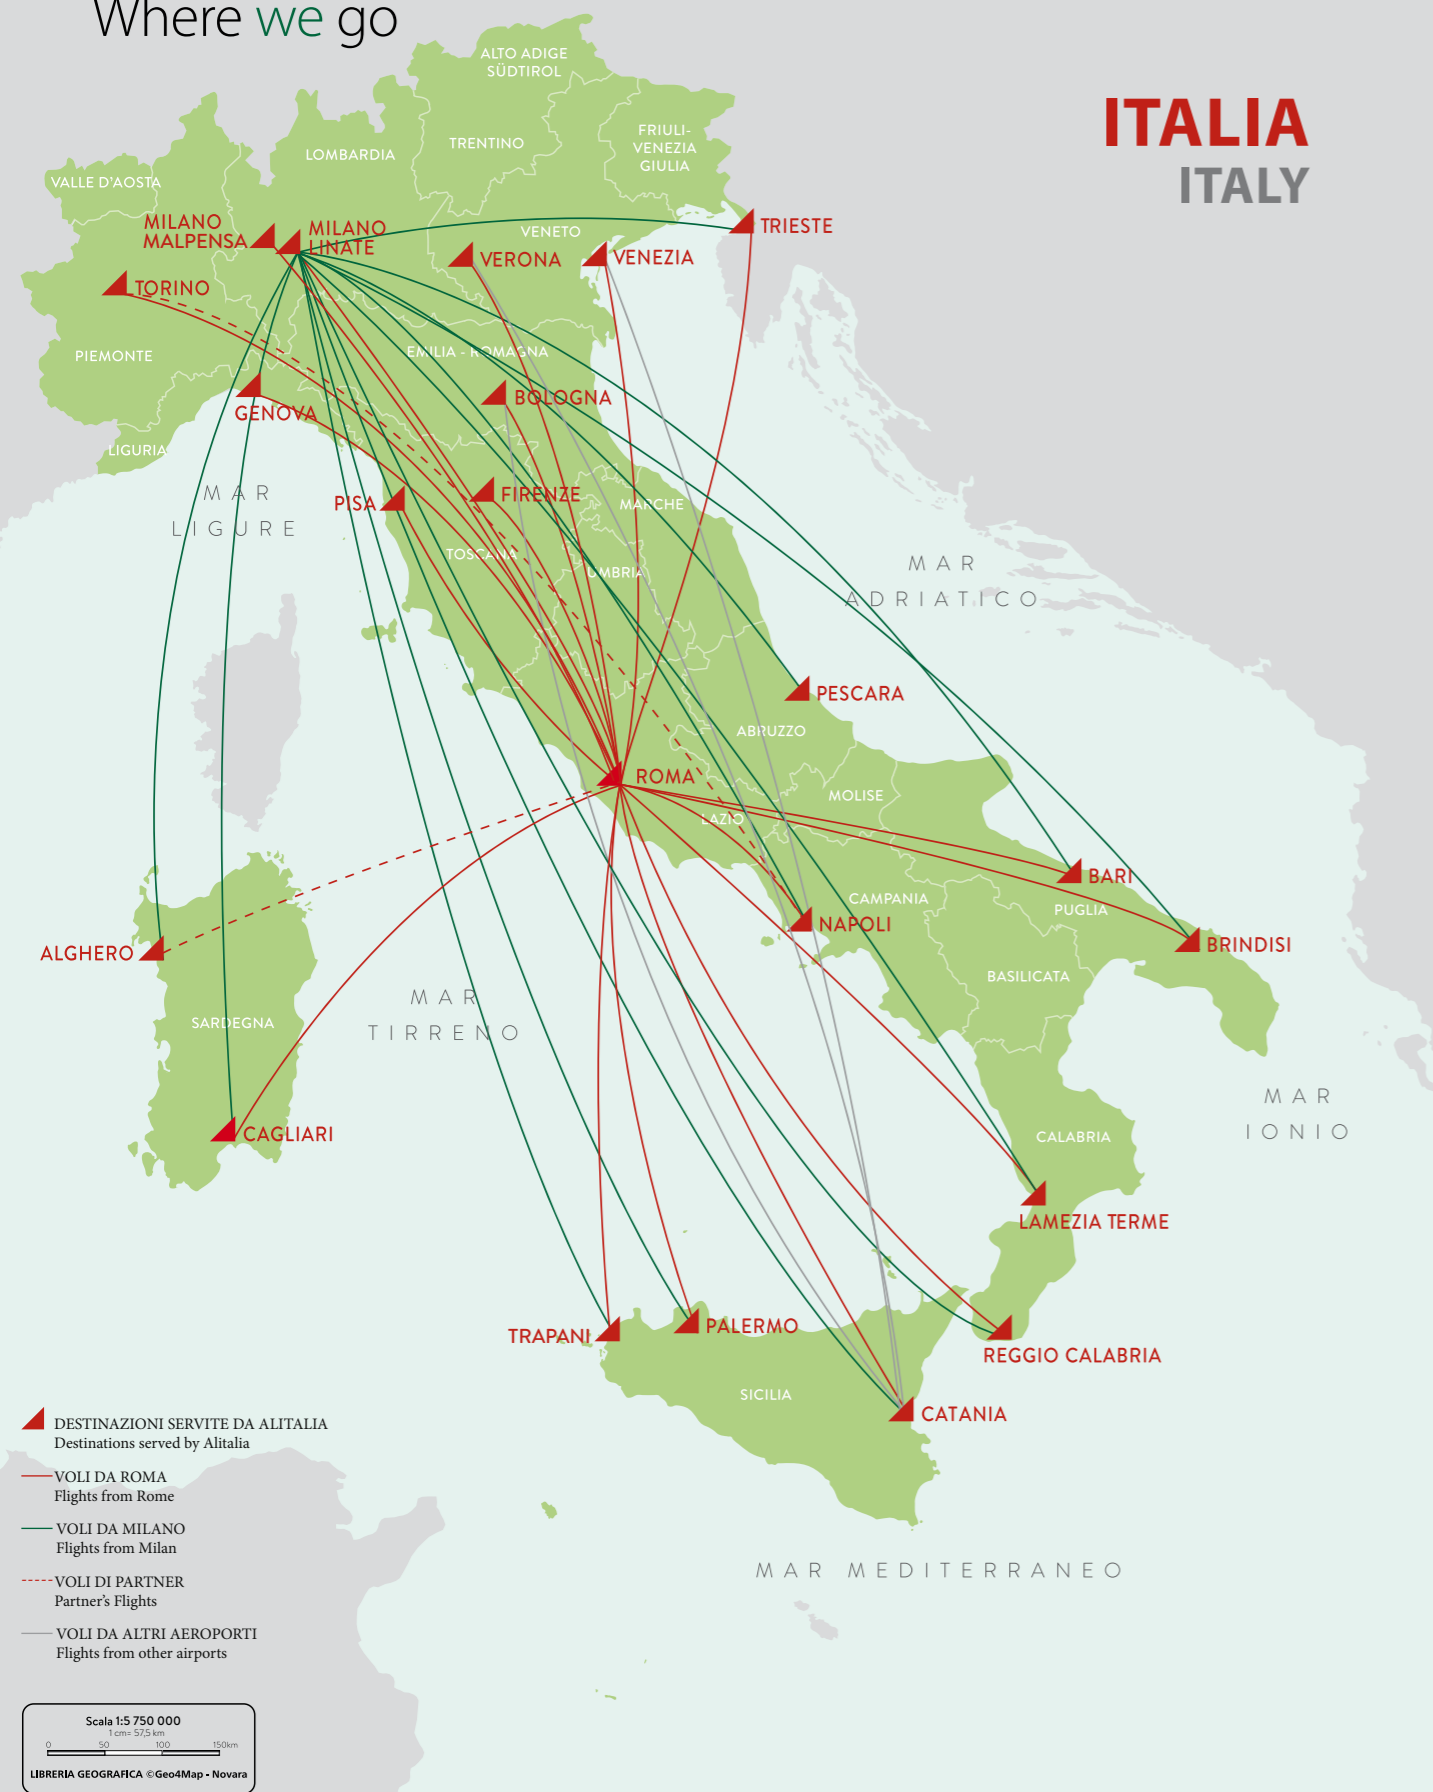 Where we go
ITALIA
ITALY
ALTO ADIGE
SÜDTIROL
TRENTINO
FRIULI-
VENEZIA
GIULIA
LOMBARDIA
VALLE D'AOSTA
MILANO
MALPENSA
MILANO
LINATE
VENETO
TRIESTE
VERONA
VENEZIA
TORINO
PIEMONTE
EMILIA - ROMAGNA
BOLOGNA
GENOVA
LIGURIA
MAR
LIGURE
PISA
FIRENZE
MARCHE
TOSCANA
UMBRIA
MAR
ADRIATICO
PESCARA
ABRUZZO
ROMA
MOLISE
LAZIO
BARI
CAMPANIA
PUGLIA
NAPOLI
BRINDISI
ALGHERO
BASILICATA
MAR
TIRRENO
SARDEGNA
MAR
IONIO
CAGLIARI
CALABRIA
LAMEZIA TERME
TRAPANI
PALERMO
REGGIO CALABRIA
SICILIA
CATANIA
MAR MEDITERRANEO
DESTINAZIONI SERVITE DA ALITALIA
Destinations served by Alitalia
VOLI DA ROMA
Flights from Rome
VOLI DA MILANO
Flights from Milan
VOLI DI PARTNER
Partner's Flights
VOLI DA ALTRI AEROPORTI
Flights from other airports
Scala 1:5 750 000
1 cm= 57,5 km
0 50 100 150km
LIBRERIA GEOGRAFICA ©Geo4Map - Novara